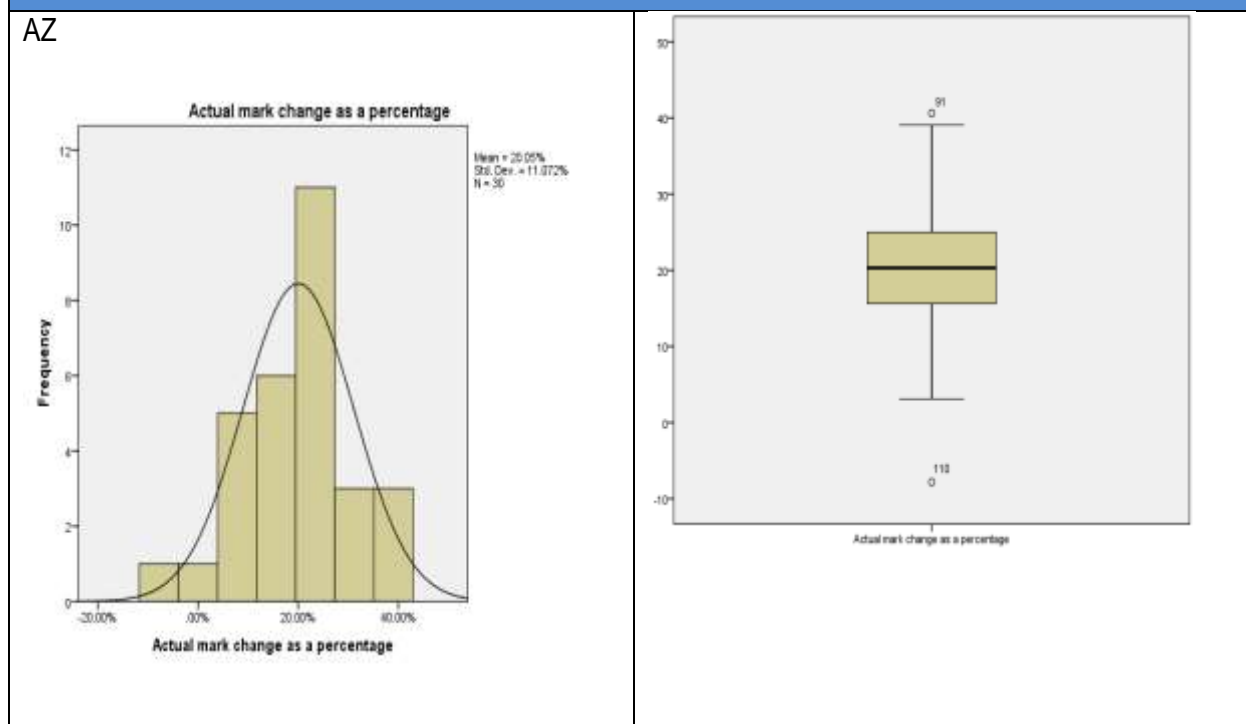 AZ
Actual mark change as a percentage
Mean = 20.05%
Std. Dev. = 11.072%
N = 30
12
10
8
6
4
2
0
Frequency
-20.00%
.00%
20.00%
40.00%
Actual mark change as a percentage
50
91
40
30
20
10
0
110
-10
Actual mark change as a percentage